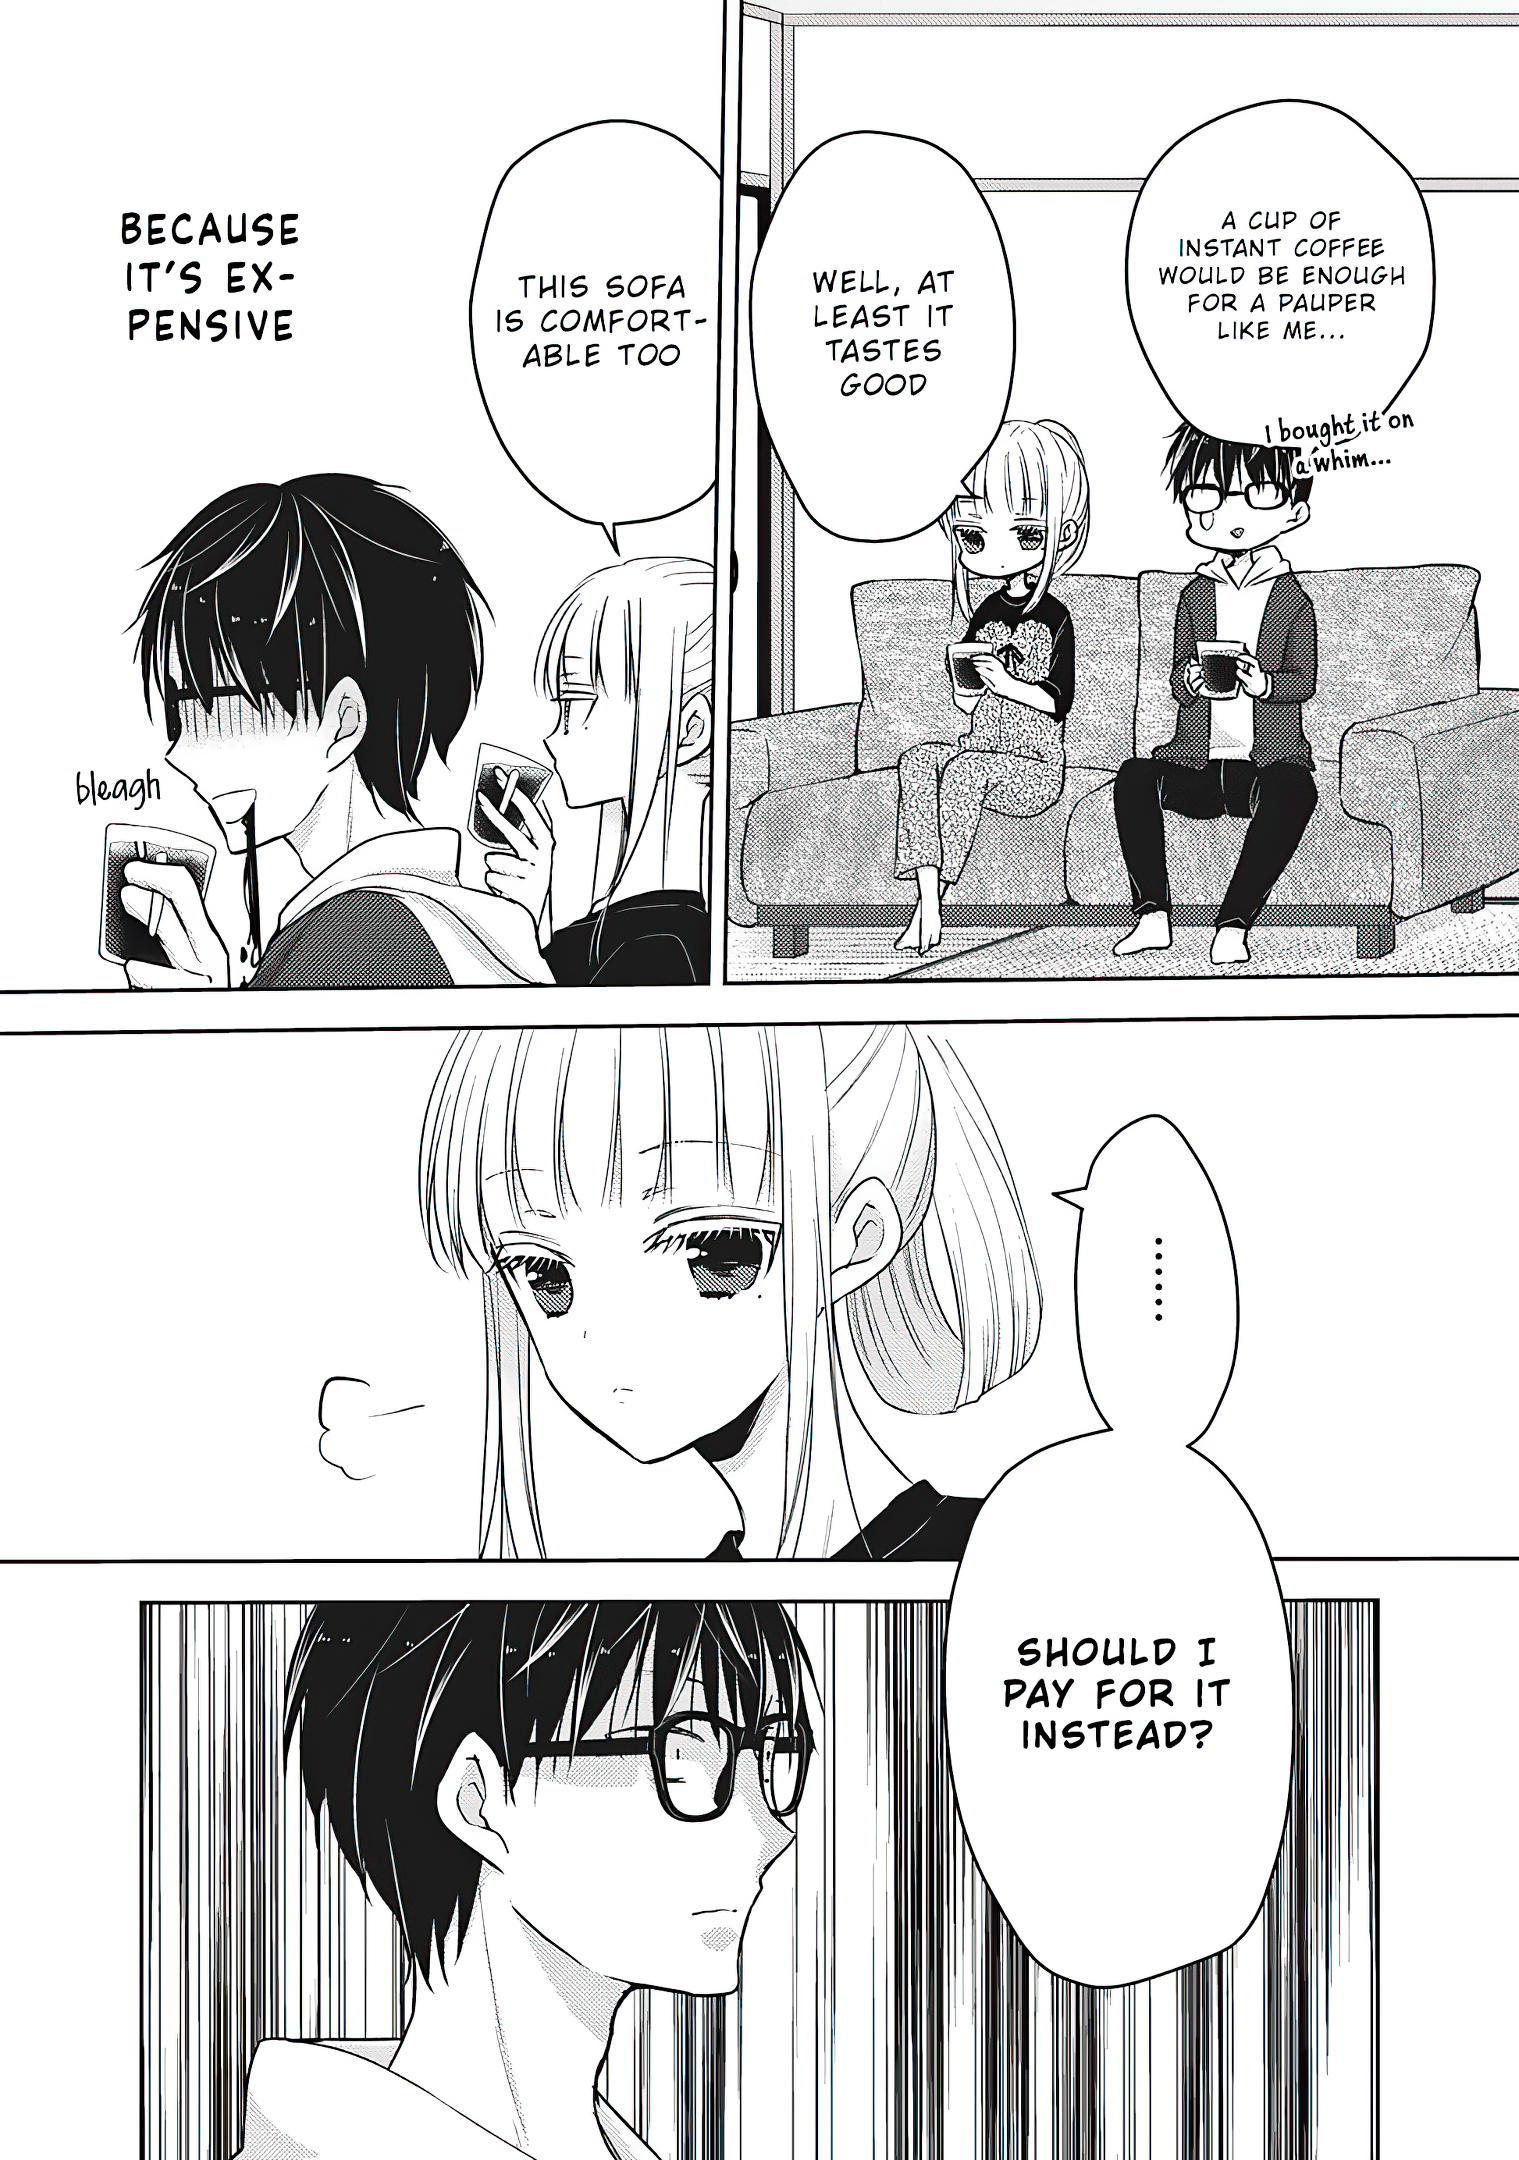 A CUP OF
INSTANT COFFEE
WOULD BE ENOUGH
FOR A PAUPER
LIKE ME...
I bought it on
a whim...
WELL, AT
LEAST IT
TASTES
GOOD
THIS SOFA
IS COMFORT-
ABLE TOO
BECAUSE
IT'S EX-
PENSIVE
bleagh
.....
SHOULD I
PAY FOR IT
INSTEAD?